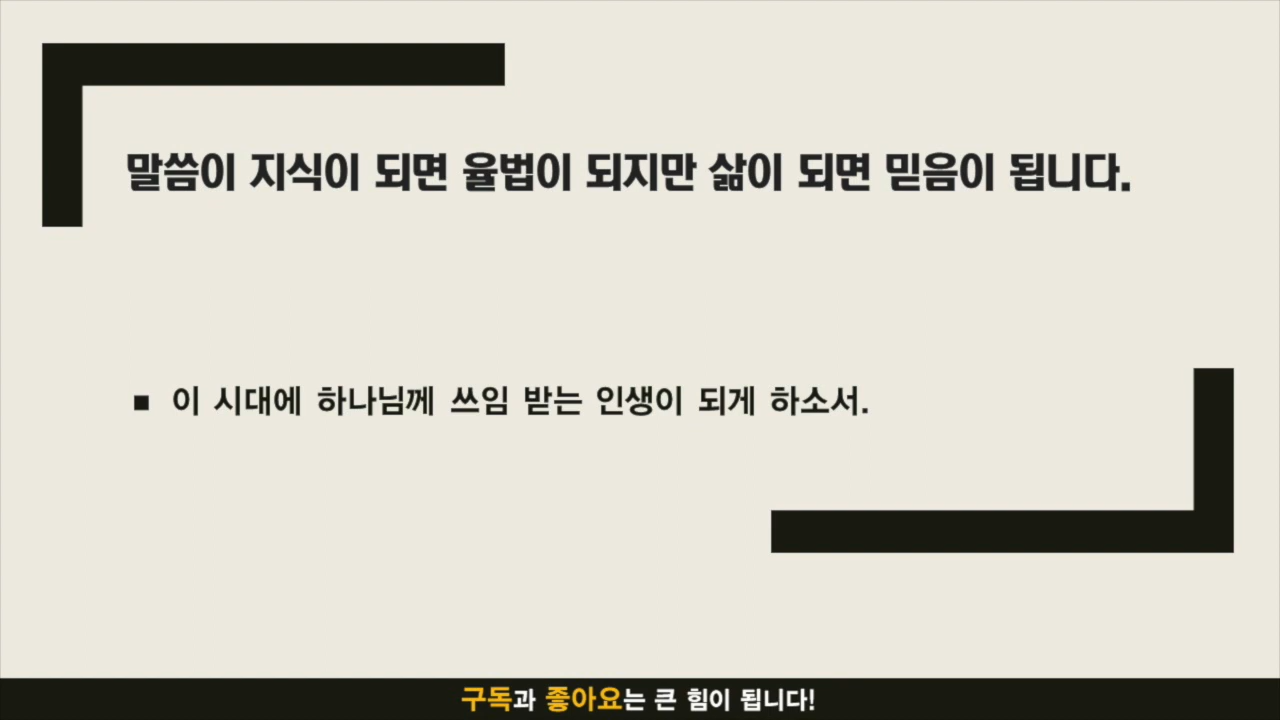 말씀이 지식이 되면 율법이 되지만 삶이 되면 믿음이 됩니다.
▪ 이 시대에 하나님께 쓰임 받는 인생이 되게 하소서.
구독과 좋아요는 큰 힘이 됩니다!